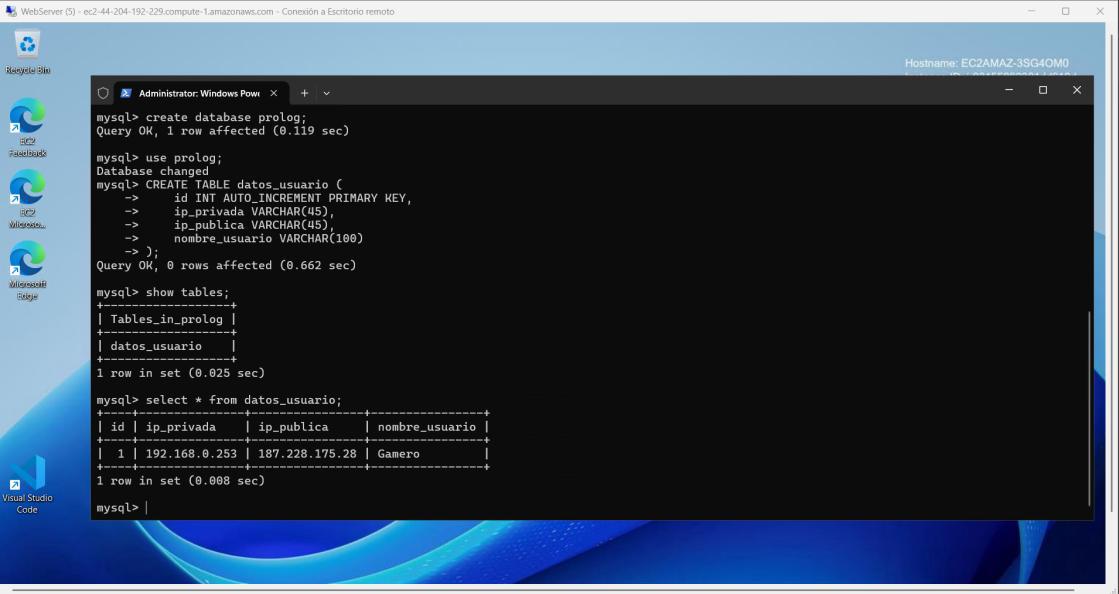 WebServer (5) - ec2-44-204-192-229.compute-1.amazonaws.com - Conexión a Escritorio remoto
Recycle Bin
Hostname: EC2AMAZ-3SG4OM0
Administrator: Windows Powe
EC2
Feedback
EC2
Microso...
Microsoft
Edge
Visual Studio
Code
mysql> create database prolog;
Query OK, 1 row affected (0.119 sec)
mysql> use prolog;
Database changed
mysql> CREATE TABLE datos_usuario (
    ->     id INT AUTO_INCREMENT PRIMARY KEY,
    ->     ip_privada VARCHAR(45),
    ->     ip_publica VARCHAR(45),
    ->     nombre_usuario VARCHAR(100)
    -> );
Query OK, 0 rows affected (0.662 sec)
mysql> show tables;
+------------------+
| Tables_in_prolog |
+------------------+
| datos_usuario    |
+------------------+
1 row in set (0.025 sec)
mysql> select * from datos_usuario;
+----+---------------+----------------+----------------+
| id | ip_privada    | ip_publica     | nombre_usuario |
+----+---------------+----------------+----------------+
|  1 | 192.168.0.253 | 187.228.175.28 | Gamero         |
+----+---------------+----------------+----------------+
1 row in set (0.008 sec)
mysql>